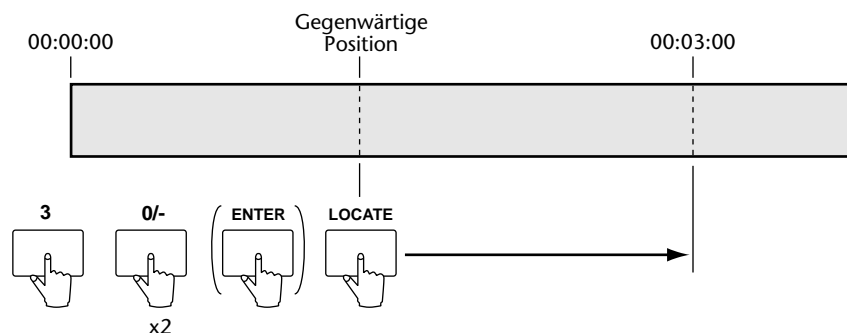 00:00:00
Gegenwärtige
Position
00:03:00
3
0/-
ENTER
LOCATE
x2